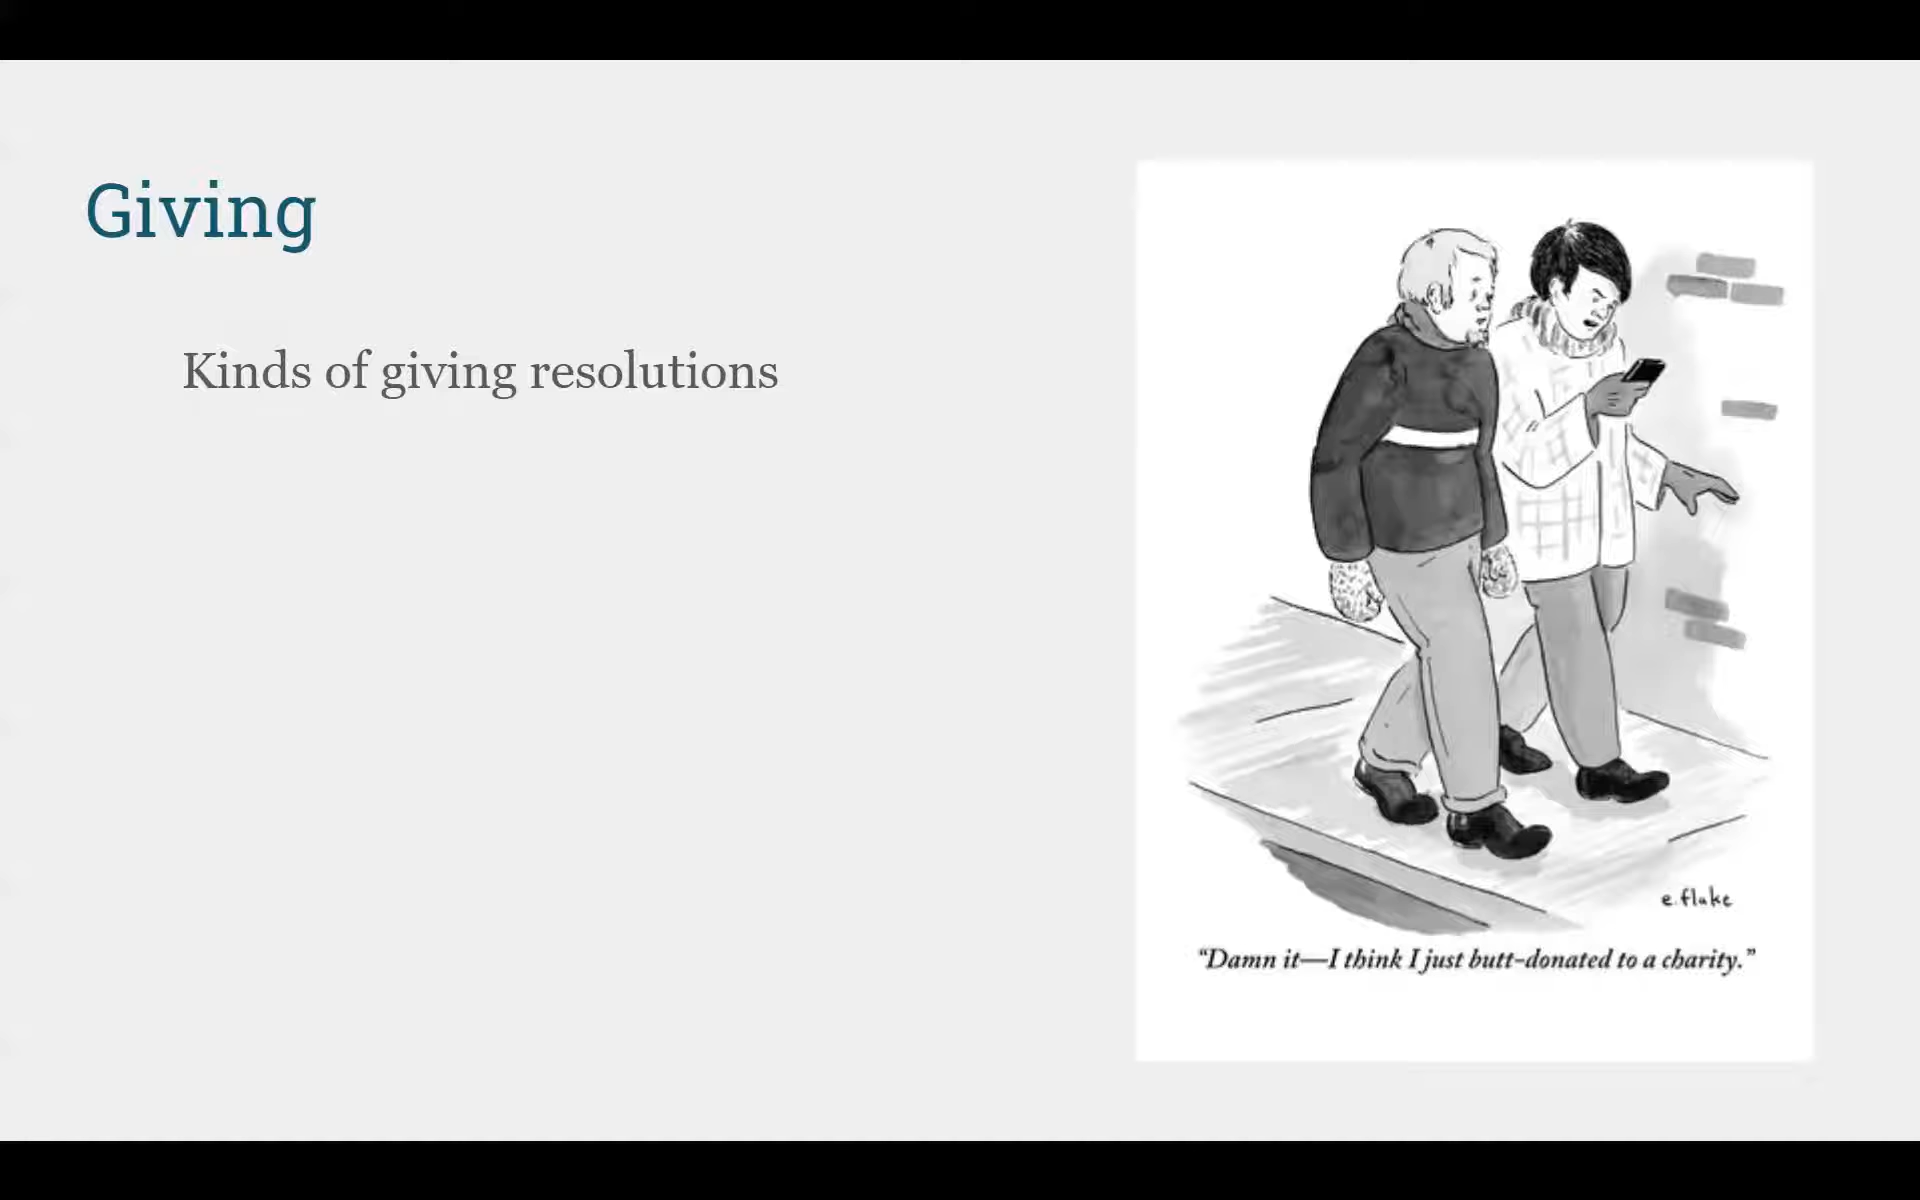 Giving
Kinds of giving resolutions
e.flake
“Damn it—I think I just butt-donated to a charity.”